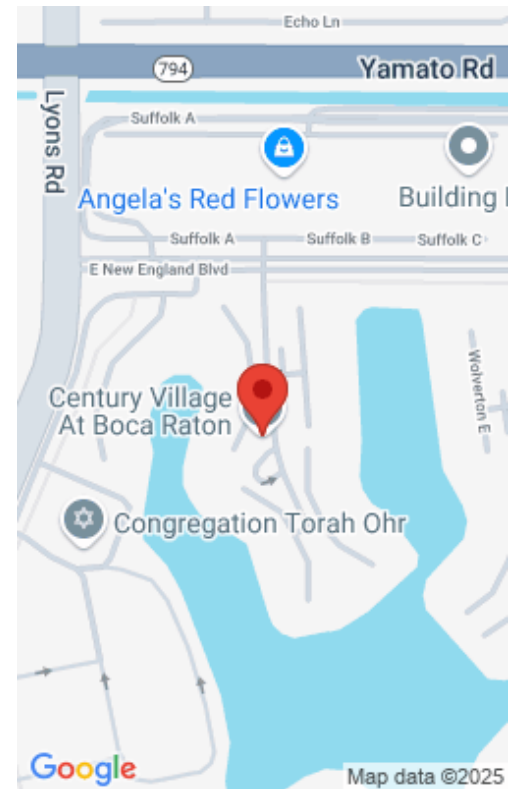 Echo Ln
794
Yamato Rd
Lyons Rd
Suffolk A
Angela's Red Flowers
Building
Suffolk A
Suffolk B
Suffolk C
E New England Blvd
Wolverton E
Century Village
At Boca Raton
Congregation Torah Ohr
Google
Map data ©2025